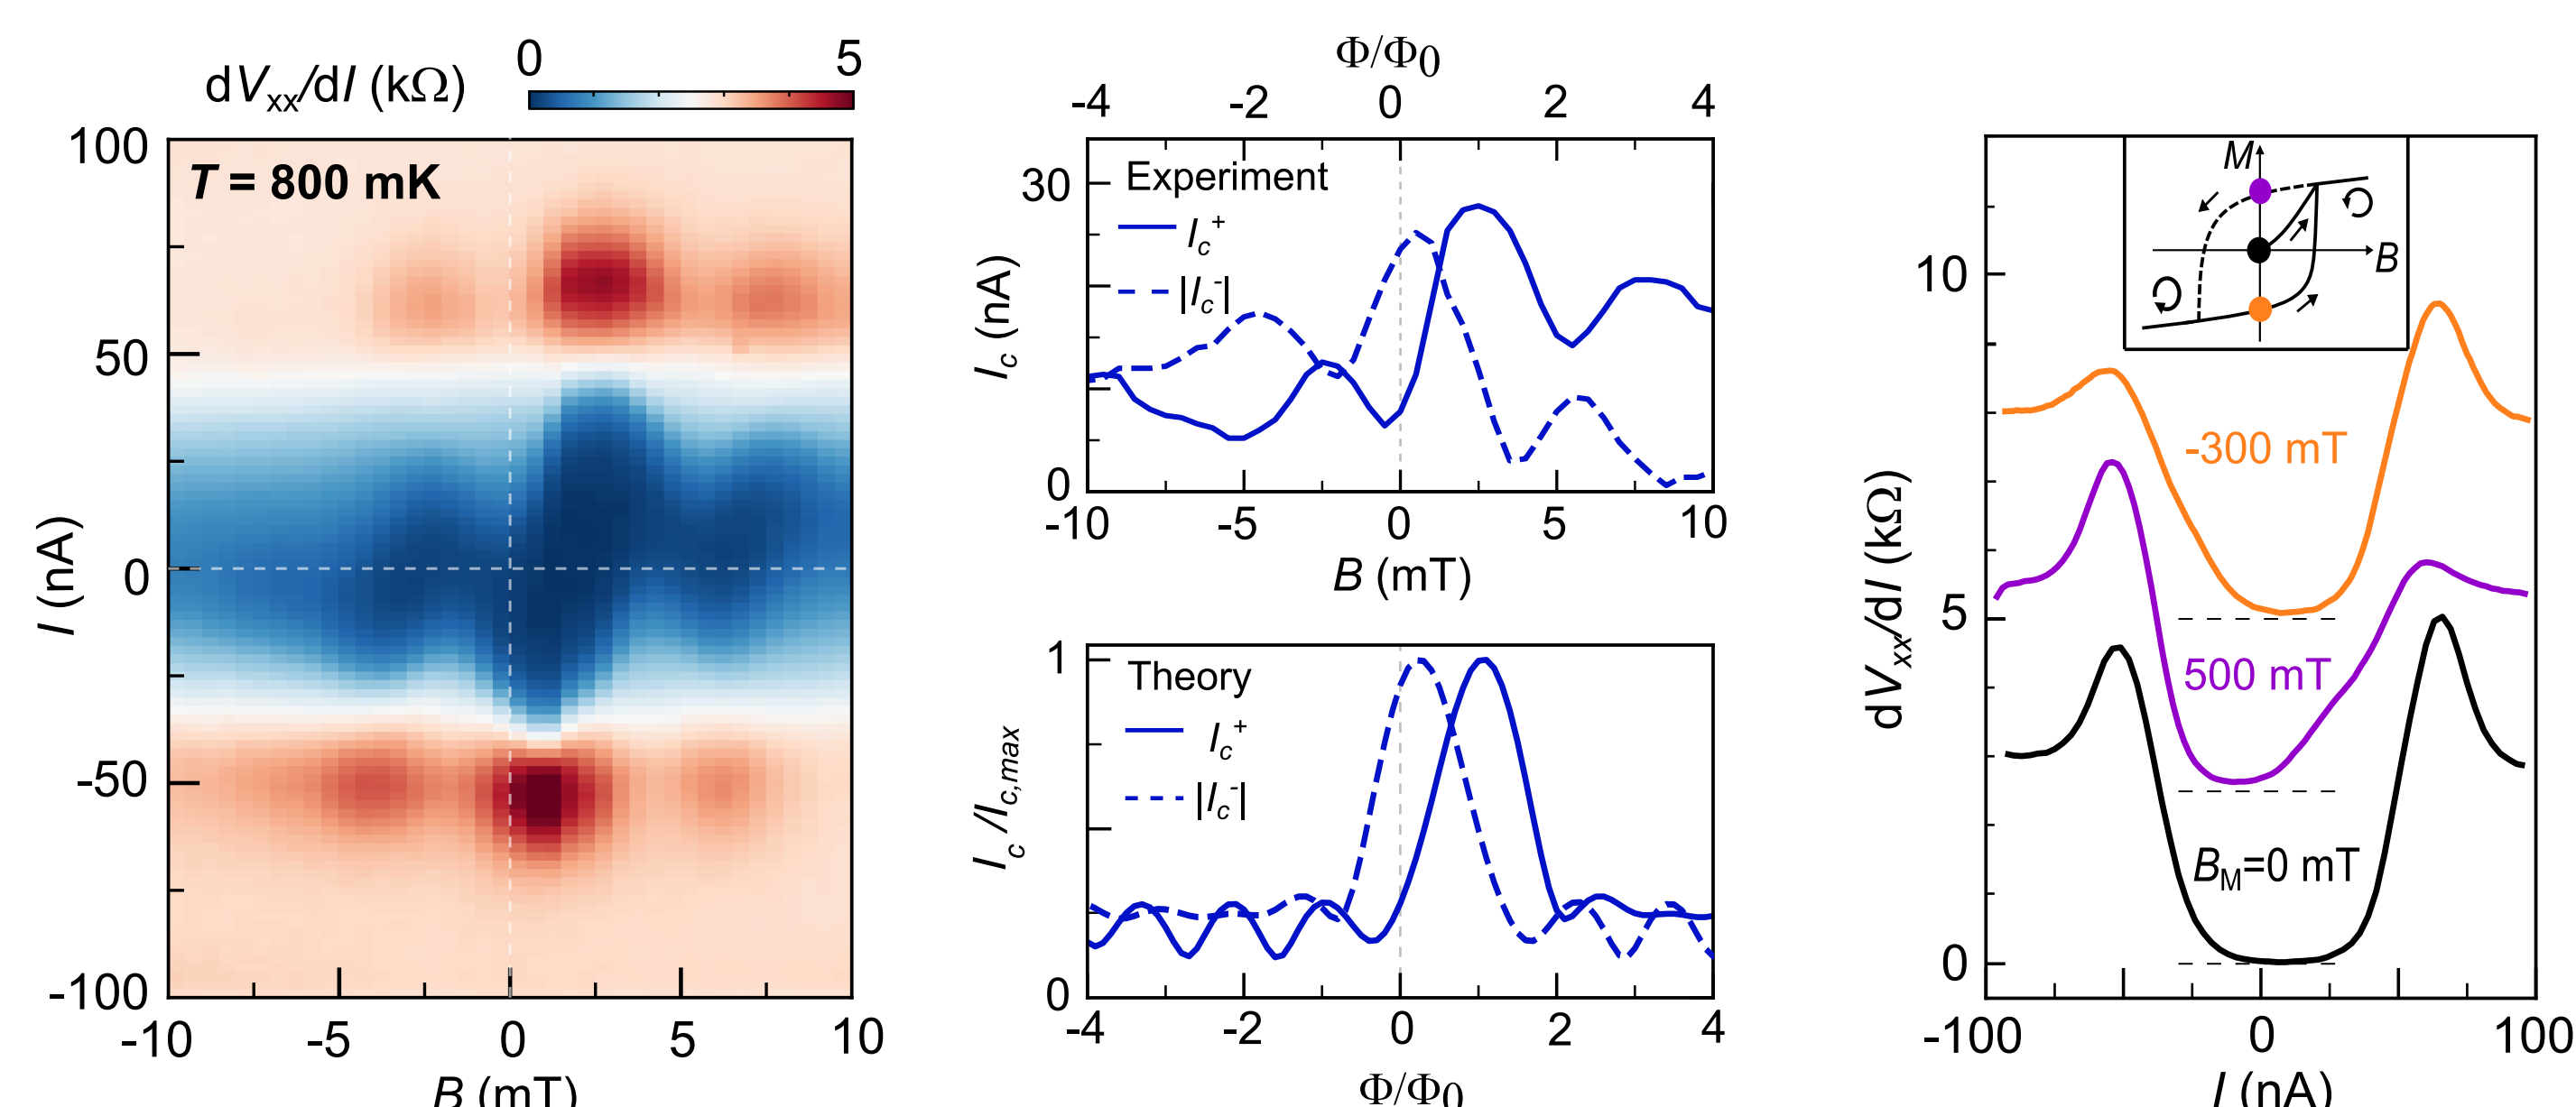 dVxx/dI (kΩ)
0
5
T = 800 mK
100
50
0
-50
-100
I (nA)
-10
-5
0
5
10
B (mT)
Φ/Φ0
-4
-2
0
2
4
Experiment
Ic+
|Ic-|
30
0
Ic (nA)
-10
-5
0
5
10
B (mT)
Theory
Ic+
|Ic-|
1
0
Ic/Ic,max
-4
-2
0
2
4
Φ/Φ0
M
B
10
5
0
dVxx/dI (kΩ)
-300 mT
500 mT
BM=0 mT
-100
0
100
I (nA)